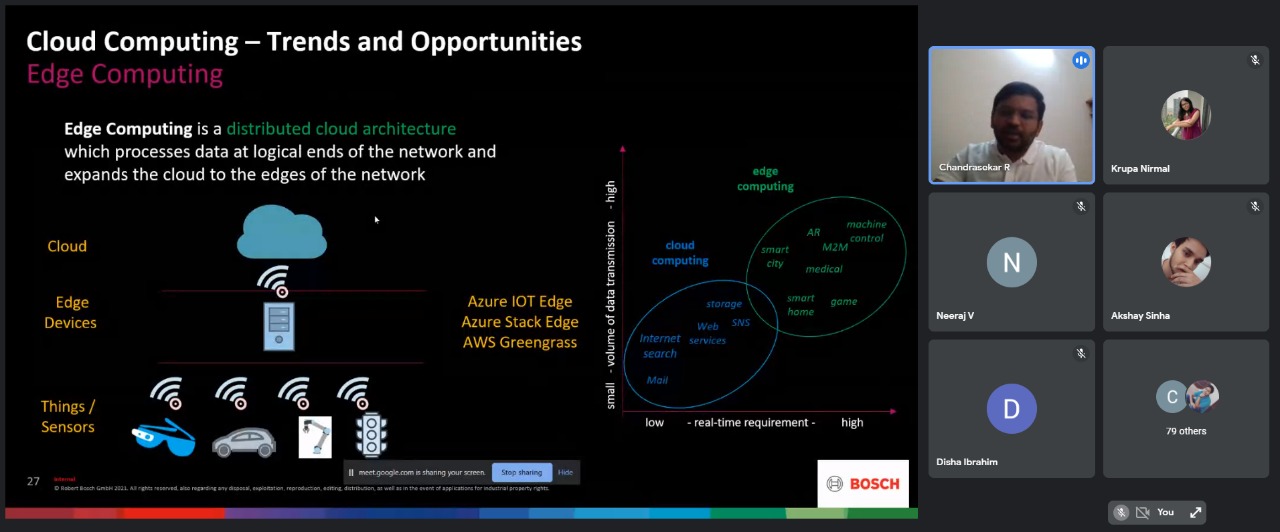 Cloud Computing – Trends and Opportunities
Edge Computing
Edge Computing is a distributed cloud architecture
which processes data at logical ends of the network and
expands the cloud to the edges of the network
Cloud
Edge
Devices
Azure IOT Edge
Azure Stack Edge
AWS Greengrass
Things /
Sensors
small - volume of data transmission - high
edge
computing
AR
machine
control
smart
city
M2M
medical
smart
home
game
cloud
computing
storage
Web
services
SNS
Internet
search
Mail
low - real-time requirement - high
meet.google.com is sharing your screen.
Stop sharing
Hide
27
Internal
© Robert Bosch GmbH 2021. All rights reserved, also regarding any disposal, exploitation, reproduction, editing, distribution, as well as in the event of applications for industrial property rights.
BOSCH
Chandrasekar R
Krupa Nirmal
N
Neeraj V
Akshay Sinha
D
Disha Ibrahim
C
79 others
You